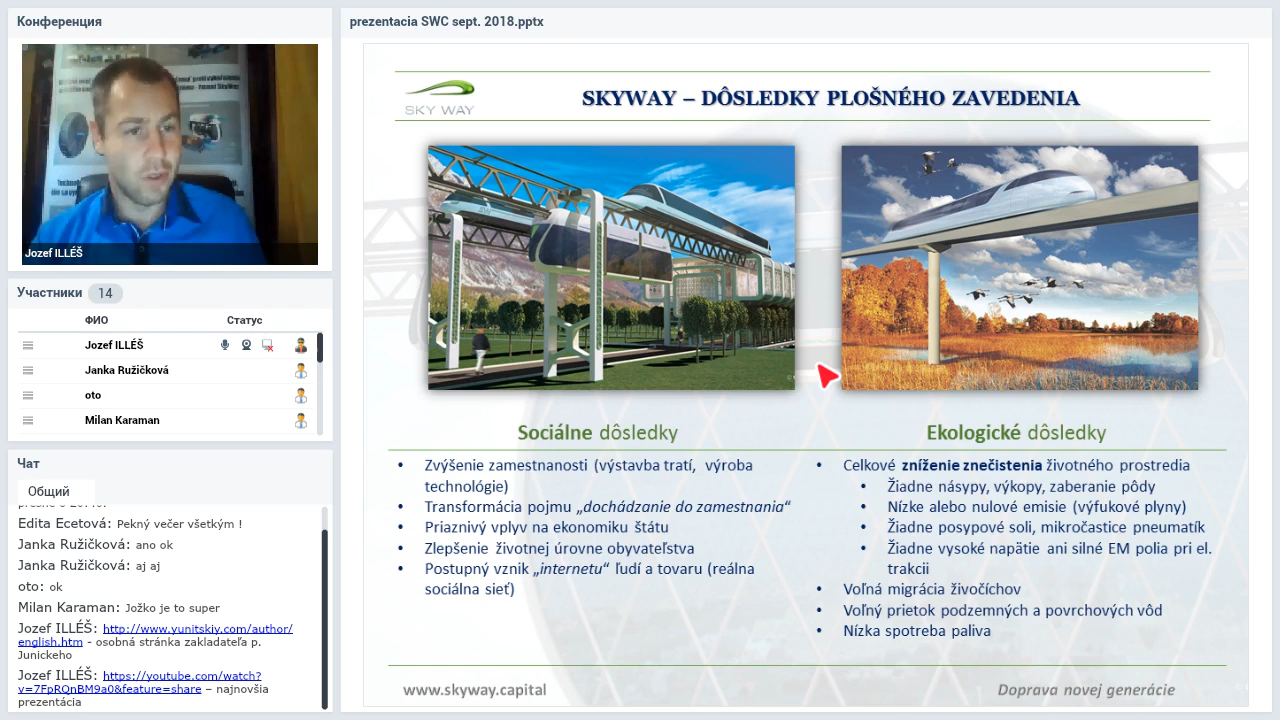 Конференция
Jozef ILLÉŠ
Участники 14
ФИО Статус
Jozef ILLÉŠ
Janka Ružičková
oto
Milan Karaman
Чат
Общий
Edita Ecetová: Pekný večer všetkým !
Janka Ružičková: ano ok
Janka Ružičková: aj aj
oto: ok
Milan Karaman: Jožko je to super
Jozef ILLÉŠ: http://www.yunitskiy.com/author/
english.htm - osobná stránka zakladateľa p.
Junickeho
Jozef ILLÉŠ: https://youtube.com/watch?
v=7FpRQnBM9a0&feature=share – najnovšia
prezentácia
prezentacia SWC sept. 2018.pptx
SKY WAY
SKYWAY – DÔSLEDKY PLOŠNÉHO ZAVEDENIA
Sociálne dôsledky
• Zvýšenie zamestnanosti (výstavba tratí, výroba
technológie)
• Transformácia pojmu „dochádzanie do zamestnania“
• Priaznivý vplyv na ekonomiku štátu
• Zlepšenie životnej úrovne obyvateľstva
• Postupný vznik „internetu“ ľudí a tovaru (reálna
sociálna sieť)
Ekologické dôsledky
• Celkové zníženie znečistenia životného prostredia
• Žiadne násypy, výkopy, zaberanie pôdy
• Nízke alebo nulové emisie (výfukové plyny)
• Žiadne posypové soli, mikročastice pneumatík
• Žiadne vysoké napätie ani silné EM polia pri el.
trakcii
• Voľná migrácia živočíchov
• Voľný prietok podzemných a povrchových vôd
• Nízka spotreba paliva
www.skyway.capital
Doprava novej generácie